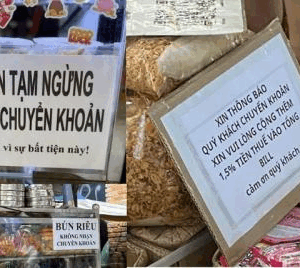 N TẠM NGỪNG
CHUYỂN KHOẢN
vì sự bất tiện này!
BÚN RIÊU
KHÔNG NHẬN
CHUYỂN KHOẢN
XIN THÔNG BÁO
QUÝ KHÁCH CHUYỂN KHOẢN
XIN VUI LÒNG CỘNG THÊM
1,5% TIỀN THUẾ VÀO TỔNG
BILL
cảm ơn quý khách